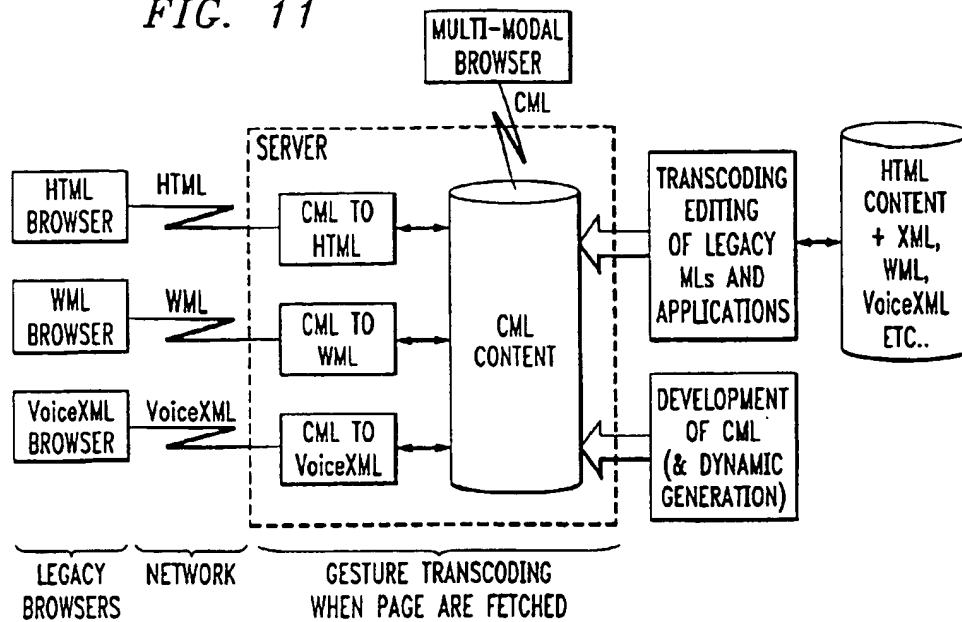 FIG. 11
MULTI-MODAL
BROWSER
CML
SERVER
HTML
BROWSER
HTML
CML TO
HTML
WML
BROWSER
WML
CML TO
WML
VoiceXML
BROWSER
VoiceXML
CML TO
VoiceXML
CML
CONTENT
TRANSCODING
EDITING
OF LEGACY
MLs AND
APPLICATIONS
HTML
CONTENT
+ XML,
WML,
VoiceXML
ETC..
DEVELOPMENT
OF CML
(& DYNAMIC
GENERATION)
LEGACY
BROWSERS
NETWORK
GESTURE TRANSCODING
WHEN PAGE ARE FETCHED